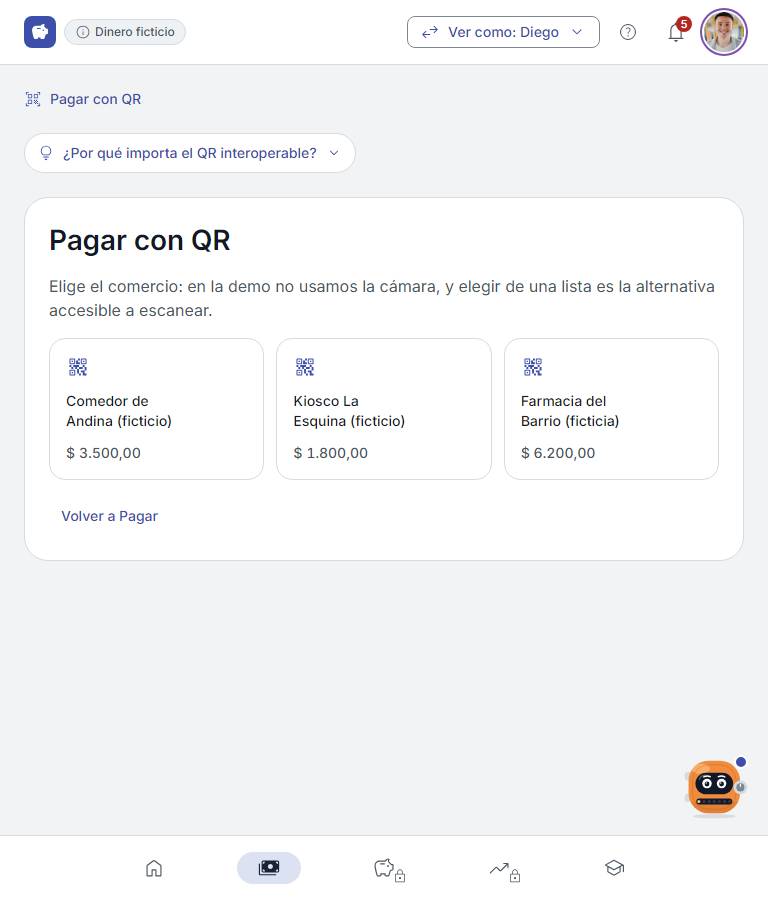 Dinero ficticio
Ver como: Diego
5
Pagar con QR
¿Por qué importa el QR interoperable?
Pagar con QR
Elige el comercio: en la demo no usamos la cámara, y elegir de una lista es la alternativa
accesible a escanear.
Comedor de
Andina (ficticio)
$ 3.500,00
Kiosco La
Esquina (ficticio)
$ 1.800,00
Farmacia del
Barrio (ficticia)
$ 6.200,00
Volver a Pagar